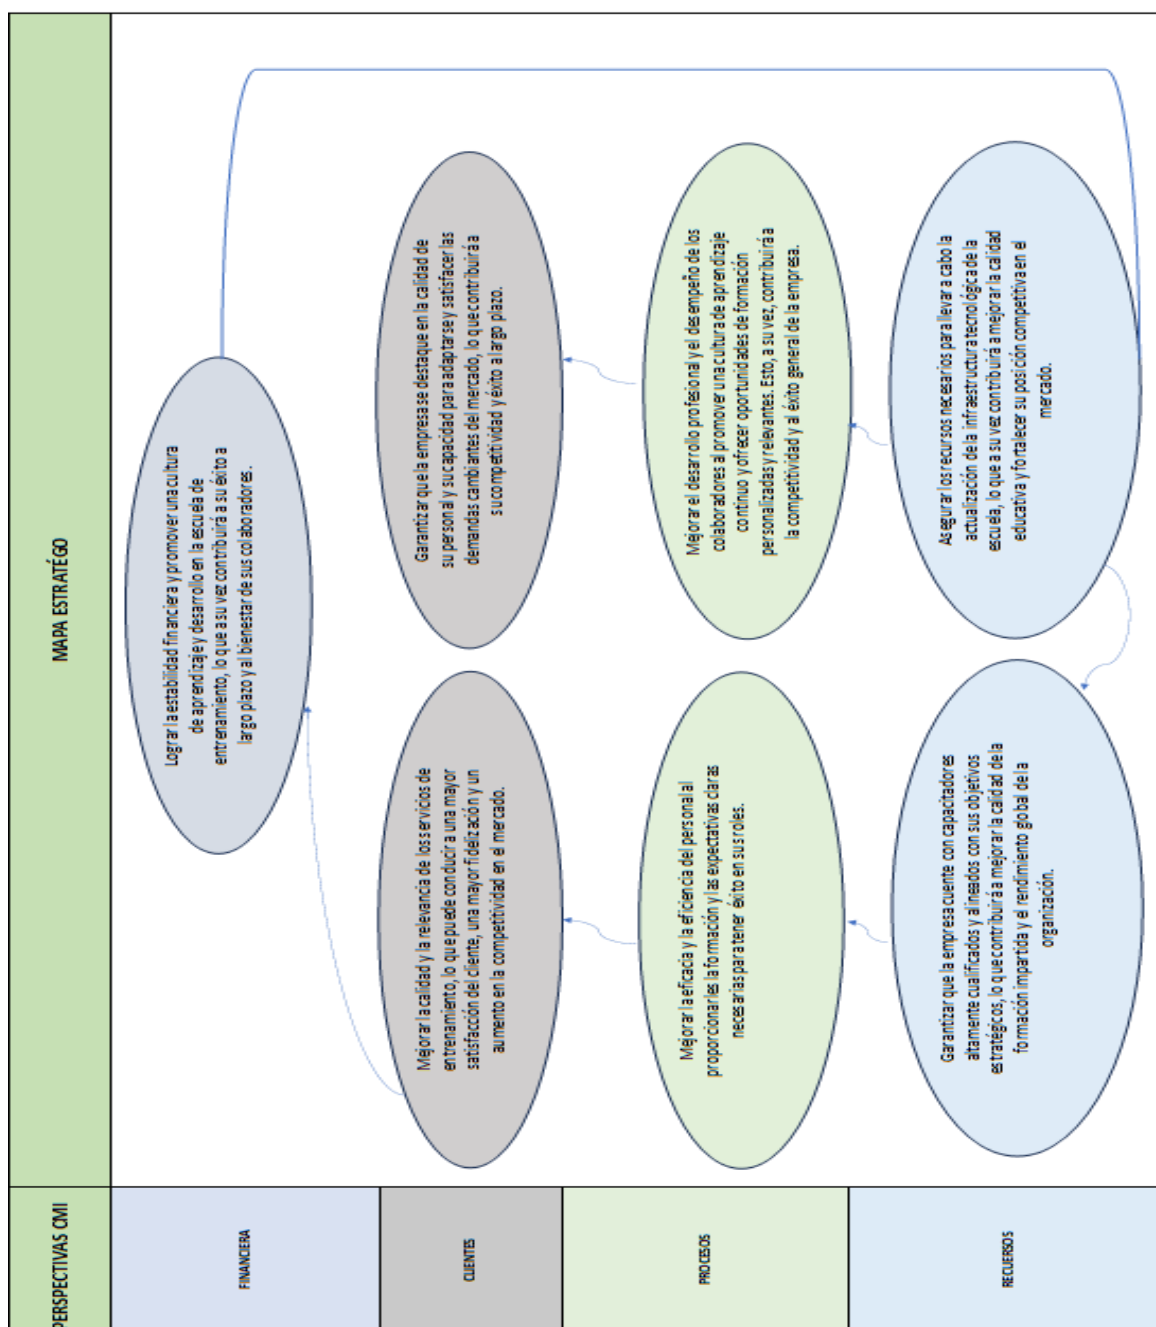 PERSPECTIVAS CMI
MAPA ESTRATÉGO
FINANCIERA
Lograr la estabilidad financiera y promover una cultura
de aprendizaje y desarrollo en la escuela de
entrenamiento, lo que a su vez contribuirá a su éxito a
largo plazo y al bienestar de sus colaboradores.
CLIENTES
Mejorar la calidad y la relevancia de los servicios de
entrenamiento, lo que puede conducir a una mayor
satisfacción del cliente, una mayor fidelización y un
aumento en la competitividad en el mercado.
Garantizar que la empresa se destaque en la calidad de
su personal y su capacidad para adaptarse y satisfacer las
demandas cambiantes del mercado, lo que contribuirá a
su competitividad y éxito a largo plazo.
PROCESOS
Mejorar la eficacia y la eficiencia del personal al
proporcionarles la formación y las expectativas claras
necesarias para tener éxito en sus roles.
Mejorar el desarrollo profesional y el desempeño de los
colaboradores al promover una cultura de aprendizaje
continuo y ofrecer oportunidades de formación
personalizadas y relevantes. Esto, a su vez, contribuirá a
la competitividad y al éxito general de la empresa.
RECUERSOS
Garantizar que la empresa cuente con capacitadores
altamente cualificados y alineados con sus objetivos
estratégicos, lo que contribuirá a mejorar la calidad de la
formación impartida y el rendimiento global de la
organización.
Asegurar los recursos necesarios para llevar a cabo la
actualización de la infraestructura tecnológica de la
escuela, lo que a su vez contribuirá a mejorar la calidad
educativa y fortalecer su posición competitiva en el
mercado.